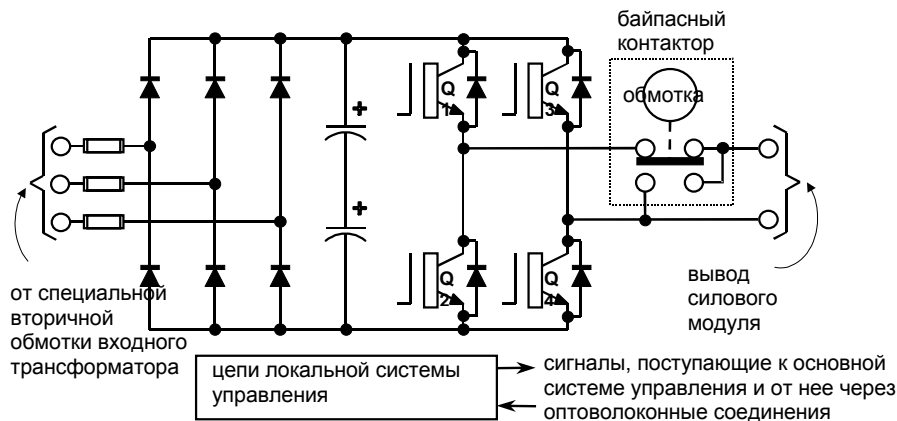 байпасный
контактор
обмотка
Q
1
Q
3
+
+
Q
2
Q
4
от специальной
вторичной
обмотки входного
трансформатора
вывод
силового
модуля
цепи локальной системы
управления
сигналы, поступающие к основной
системе управления и от нее через
оптоволоконные соединения